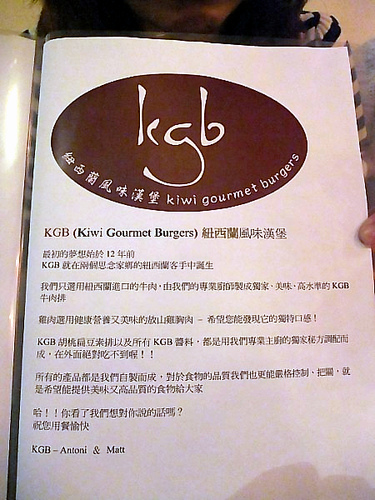 kgb
紐西蘭風味漢堡 kiwi gourmet burgers
KGB (Kiwi Gourmet Burgers) 紐西蘭風味漢堡
最初的夢想始於 12 年前
KGB 就在兩個思念家鄉的紐西蘭客手中誕生
我們只選用紐西蘭進口的牛肉，由我們的專業廚師製成獨家、美味、高水準的 KGB
牛肉排
雞肉選用健康營養又美味的放山雞胸肉 – 希望您能發現它的獨特口感！
KGB 胡桃扁豆素排以及所有 KGB 醬料，都是用我們專業主廚的獨家秘方調配而
成，在外面絕對吃不到喔！！
所有的產品都是我們自製而成，對於食物的品質我們也更能嚴格控制、把關，就
是希望能提供美味又高品質的食物給大家
哈！！你看了我們想對你說的話嗎？
祝您用餐愉快
KGB – Antoni & Matt